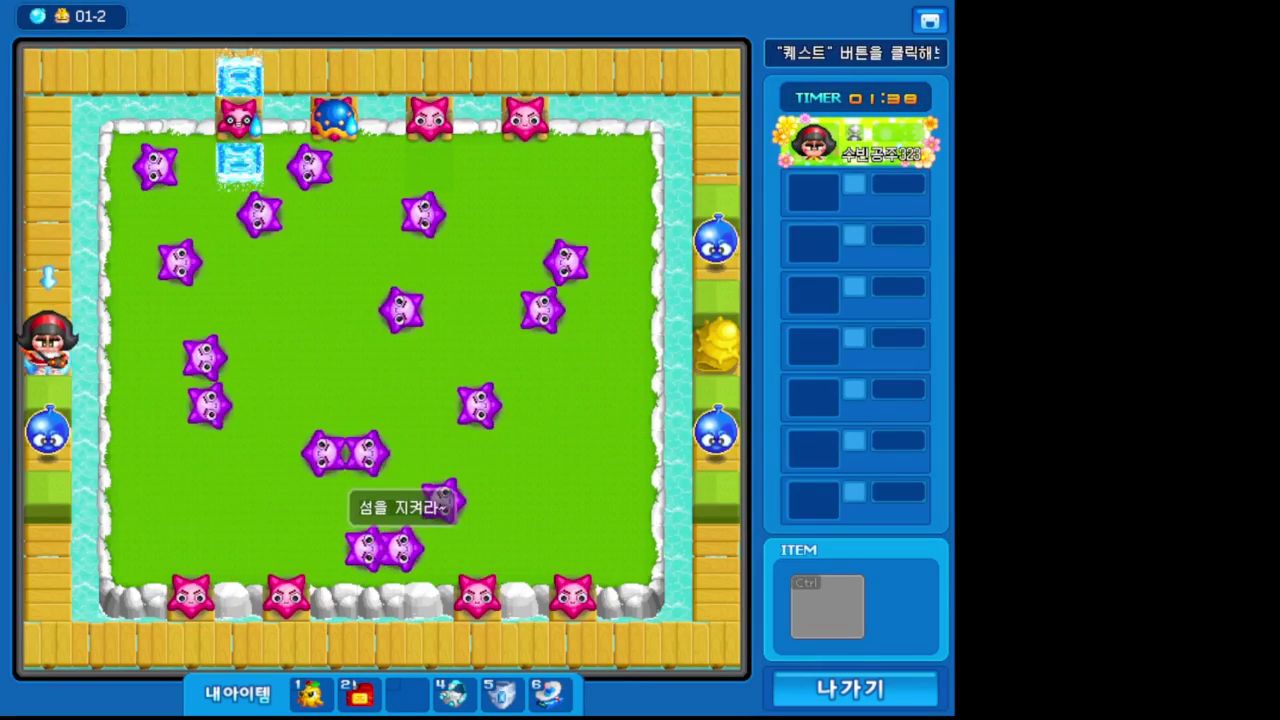 01-2
"퀘스트" 버튼을 클릭해보
TIMER 01:38
수빈공주323
섬을 지켜라~
ITEM
Ctrl
내아이템 1 2 4 5 6
나가기